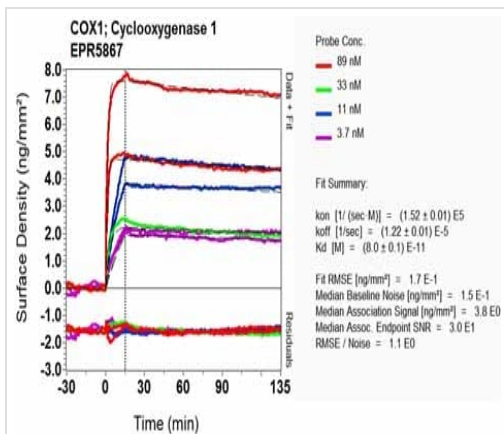 COX1; Cyclooxygenase 1
EPR5867
8.0
7.0
6.0
5.0
4.0
3.0
2.0
1.0
0.0
-1.0
-2.0
-3.0
Surface Density (ng/mm²)
Data + Fit
Residuals
-30 0 30 60 90 135
Time (min)
Probe Conc.
89 nM
33 nM
11 nM
3.7 nM
Fit Summary:
kon [1/ (sec·M)] = (1.52 ± 0.01) E5
koff [1/sec] = (1.22 ± 0.01) E-5
Kd [M] = (8.0 ± 0.1) E-11
Fit RMSE [ng/mm²] = 1.7 E-1
Median Baseline Noise [ng/mm²] = 1.5 E-1
Median Association Signal [ng/mm²] = 3.8 E0
Median Assoc. Endpoint SNR = 3.0 E1
RMSE / Noise = 1.1 E0